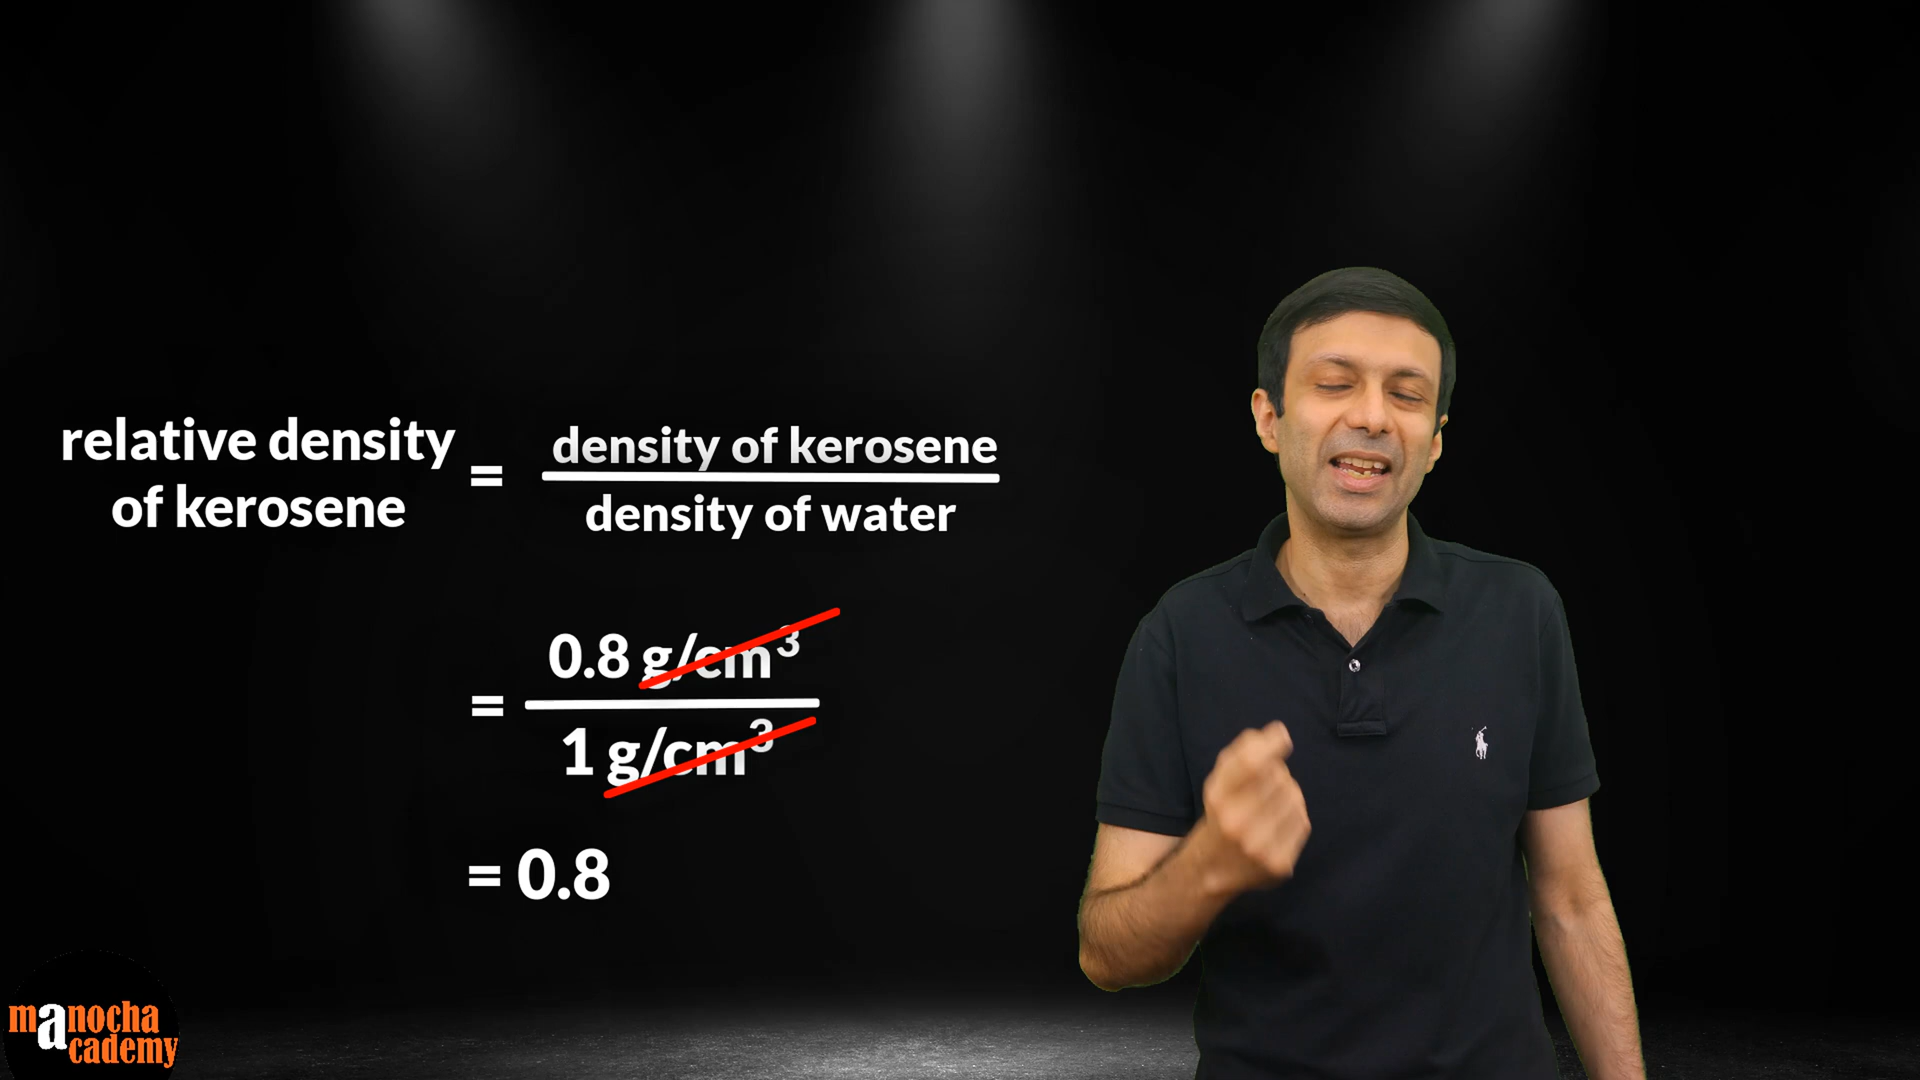 relative density
of kerosene
=
density of kerosene
density of water
=
0.8 g/cm³
1 g/cm³
= 0.8
manocha
academy